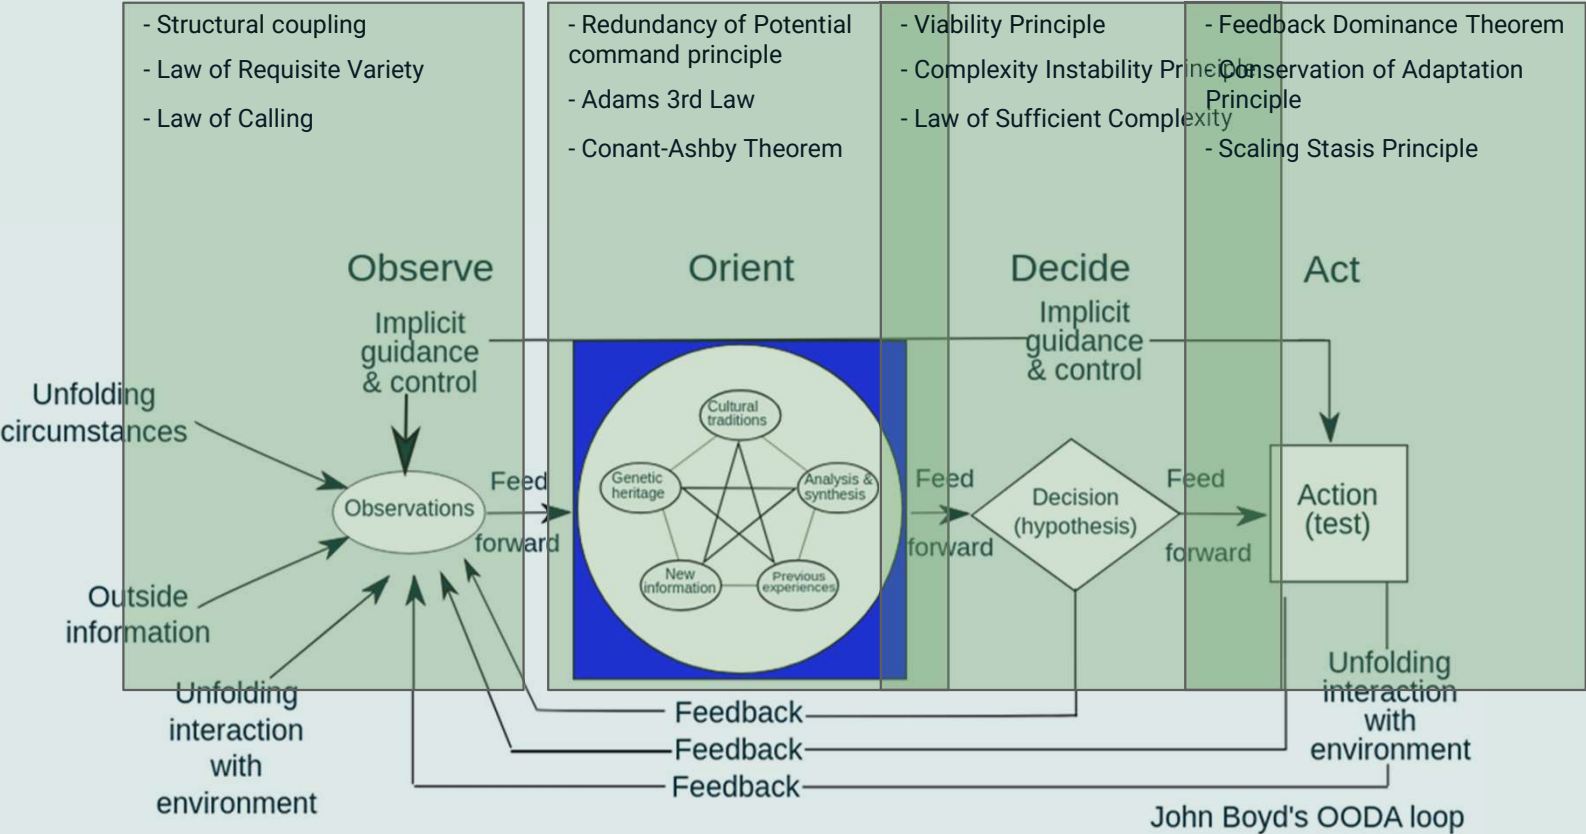 - Structural coupling
- Law of Requisite Variety
- Law of Calling
- Redundancy of Potential
command principle
- Adams 3rd Law
- Conant-Ashby Theorem
- Viability Principle
- Complexity Instability Principle
- Law of Sufficient Complexity
- Feedback Dominance Theorem
- Conservation of Adaptation
Principle
- Scaling Stasis Principle
Observe
Orient
Decide
Act
Implicit
guidance
& control
Implicit
guidance
& control
Unfolding
circumstances
Observations
Feed
forward
Cultural
traditions
Genetic
heritage
Analysis &
synthesis
New
information
Previous
experiences
Feed
forward
Decision
(hypothesis)
Feed
forward
Action
(test)
Outside
information
Unfolding
interaction
with
environment
Unfolding
interaction
with
environment
Feedback
Feedback
Feedback
John Boyd's OODA loop